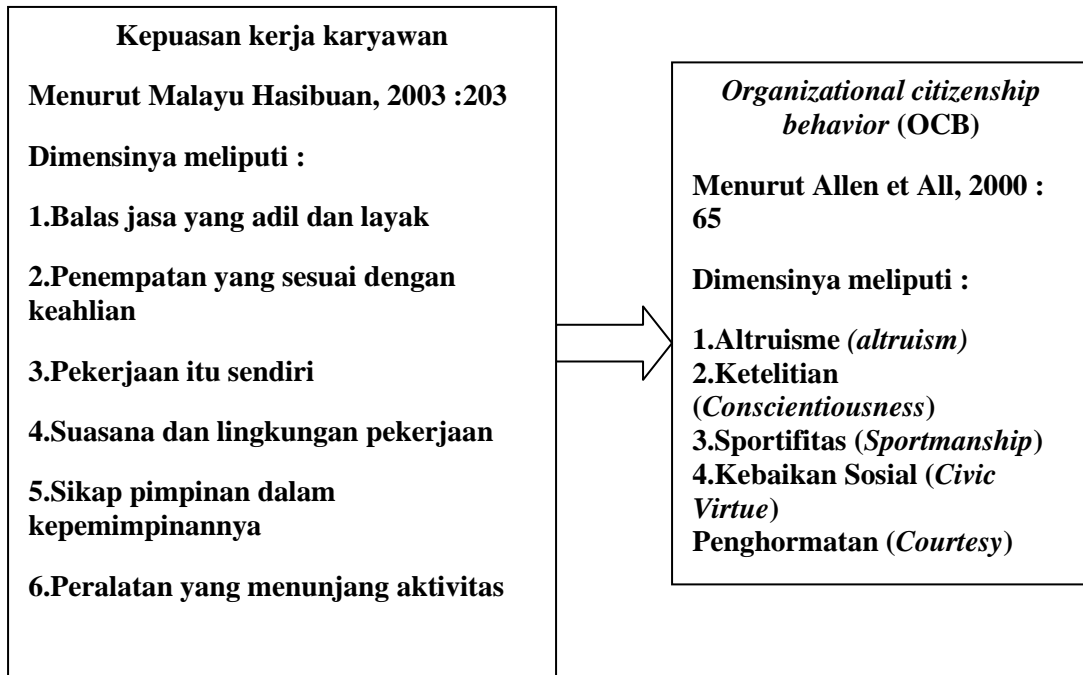 Kepuasan kerja karyawan
Menurut Malayu Hasibuan, 2003 :203
Dimensinya meliputi :
1.Balas jasa yang adil dan layak
2.Penempatan yang sesuai dengan
keahlian
3.Pekerjaan itu sendiri
4.Suasana dan lingkungan pekerjaan
5.Sikap pimpinan dalam
kepemimpinannya
6.Peralatan yang menunjang aktivitas
Organizational citizenship
behavior (OCB)
Menurut Allen et All, 2000 :
65
Dimensinya meliputi :
1.Altruisme (altruism)
2.Ketelitian
(Conscientiousness)
3.Sportifitas (Sportmanship)
4.Kebaikan Sosial (Civic
Virtue)
Penghormatan (Courtesy)